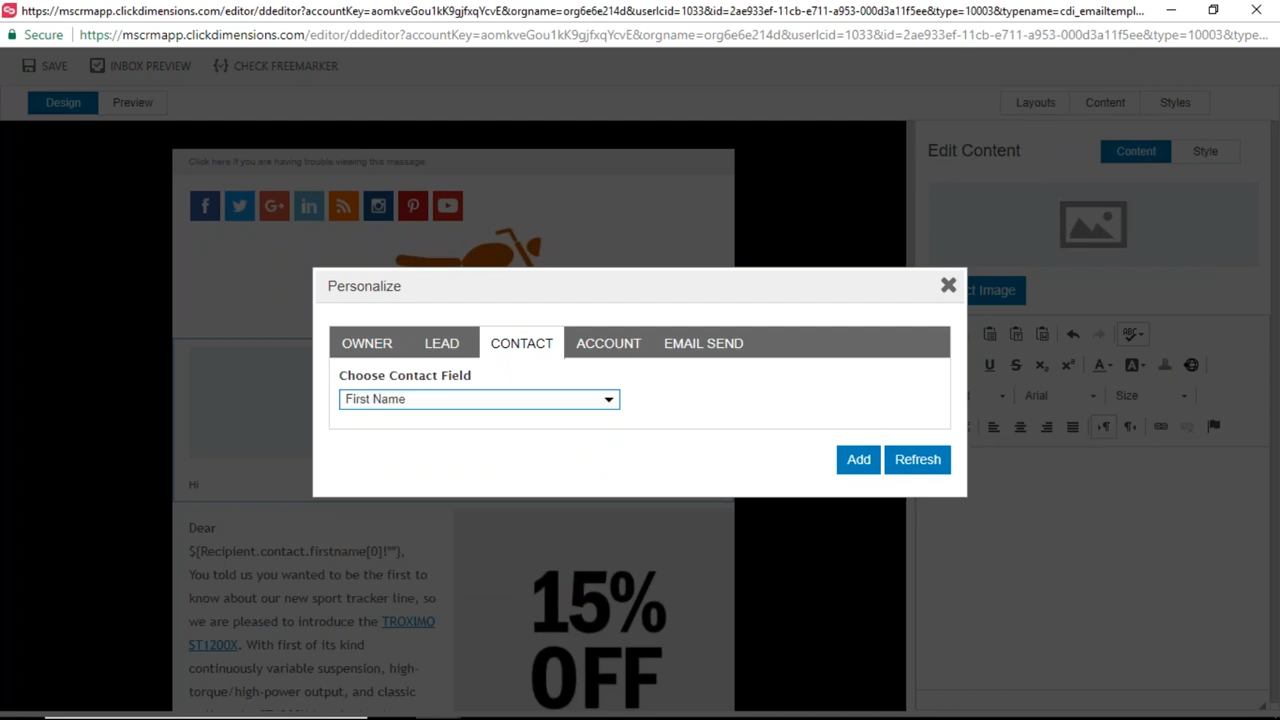 https://mscrmapp.clickdimensions.com/editor/ddeditor?accountKey=aomkveGou1kK9gjfxqYcvE&orgname=org6e6e214d&userlcid=1033&id=2ae933ef-11cb-e711-a953-000d3a11f5ee&type=10003&typename=cdi_emailtempl...
Secure https://mscrmapp.clickdimensions.com/editor/ddeditor?accountKey=aomkveGou1kK9gjfxqYcvE&orgname=org6e6e214d&userlcid=1033&id=2ae933ef-11cb-e711-a953-000d3a11f5ee&type=10003&type...
SAVE INBOX PREVIEW CHECK FREEMARKER
Design Preview Layouts Content Styles
Click here if you are having trouble viewing this message.
Edit Content Content Style
Personalize
ct Image
OWNER LEAD CONTACT ACCOUNT EMAIL SEND
Choose Contact Field
First Name
Arial Size
Add Refresh
Hi
Dear
${Recipient.contact.firstname[0]!""},
You told us you wanted to be the first to
know about our new sport tracker line, so
we are pleased to introduce the TROXIMO
ST1200X. With first of its kind
continuously variable suspension, high-
torque/high-power output, and classic
15%
OFF